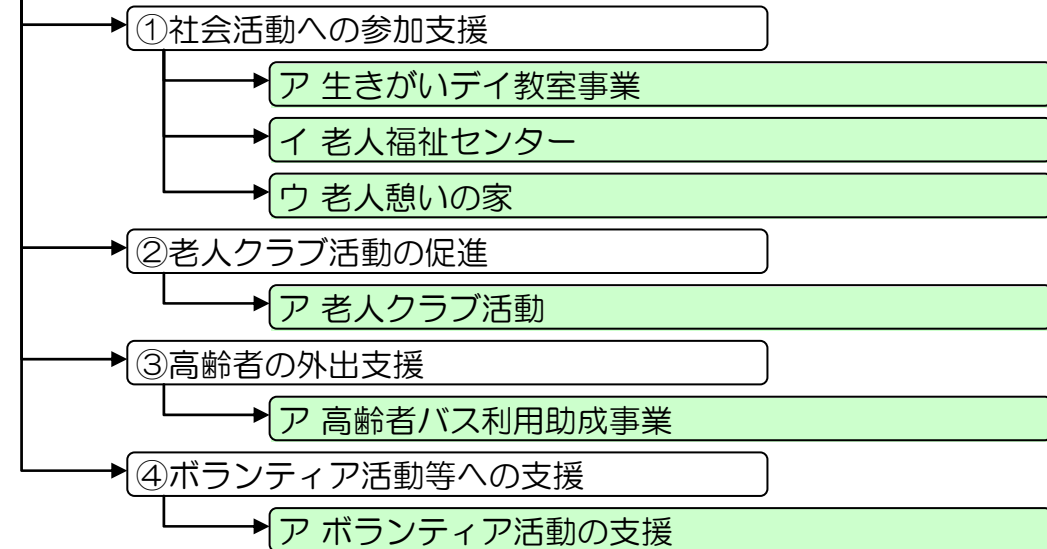 ①社会活動への参加支援
ア 生きがいデイ教室事業
イ 老人福祉センター
ウ 老人憩いの家
②老人クラブ活動の促進
ア 老人クラブ活動
③高齢者の外出支援
ア 高齢者バス利用助成事業
④ボランティア活動等への支援
ア ボランティア活動の支援